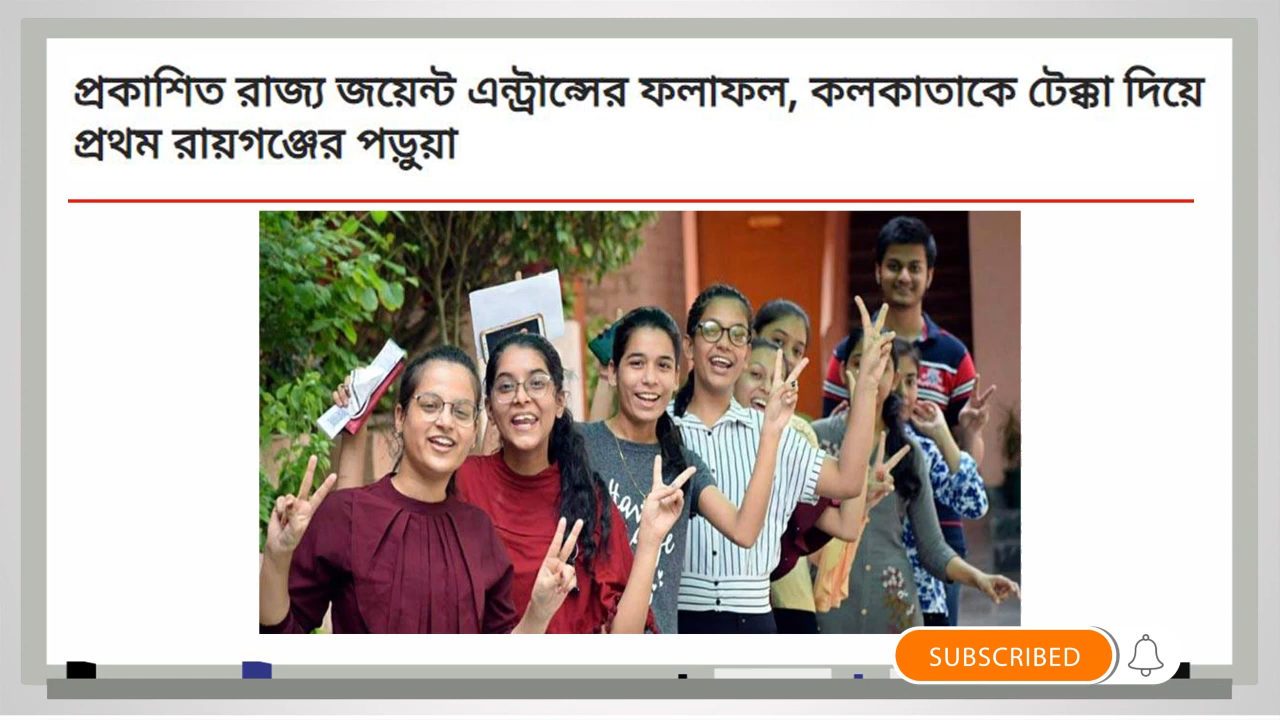 প্রকাশিত রাজ্য জয়েন্ট এন্ট্রান্সের ফলাফল, কলকাতাকে টেক্কা দিয়ে
প্রথম রায়গঞ্জের পড়ুয়া
SUBSCRIBED